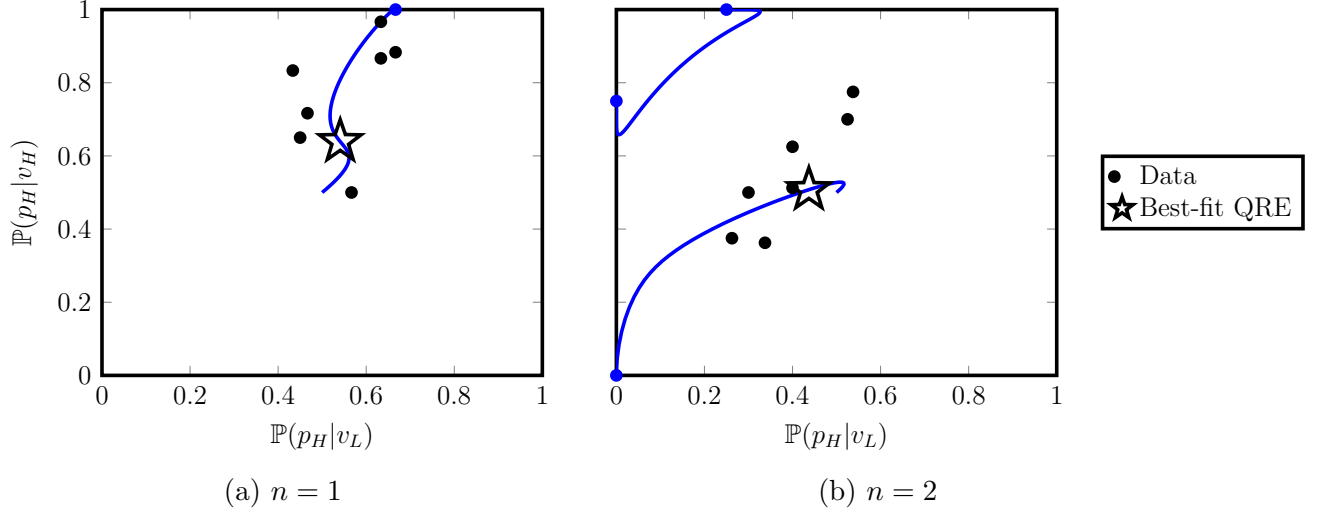 1
0.8
0.6
0.4
0.2
0
ℙ(p_H|v_H)
0 0.2 0.4 0.6 0.8 1
ℙ(p_H|v_L)
(a) n = 1
0 0.2 0.4 0.6 0.8 1
ℙ(p_H|v_L)
(b) n = 2
Data
Best-fit QRE